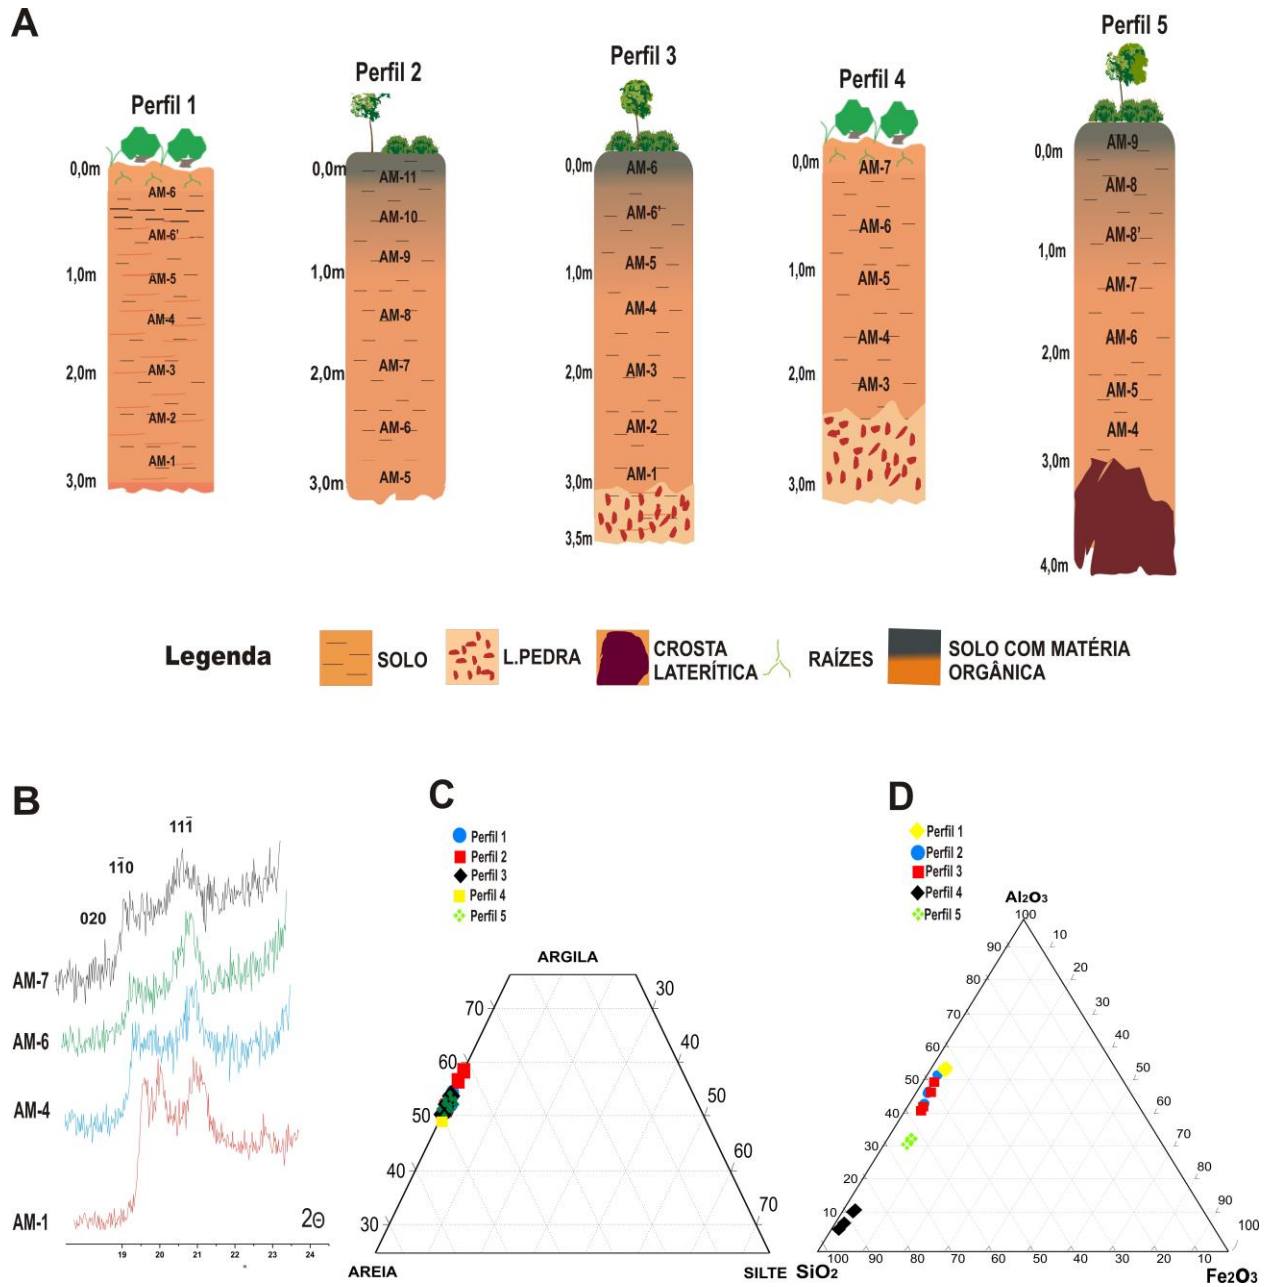 A
Perfil 1
0,0m
AM-6
AM-6'
1,0m
AM-5
AM-4
2,0m
AM-3
AM-2
AM-1
3,0m
Perfil 2
0,0m
AM-11
AM-10
AM-9
1,0m
AM-8
AM-7
2,0m
AM-6
AM-5
3,0m
Perfil 3
0,0m
AM-6
AM-6'
AM-5
1,0m
AM-4
AM-3
2,0m
AM-2
AM-1
3,0m
3,5m
Perfil 4
0,0m
AM-7
AM-6
1,0m
AM-5
AM-4
2,0m
AM-3
3,0m
Perfil 5
AM-9
0,0m
AM-8
AM-8'
1,0m
AM-7
AM-6
2,0m
AM-5
AM-4
3,0m
4,0m
Legenda
SOLO
L.PEDRA
CROSTA
LATERÍTICA
RAÍZES
SOLO COM MATÉRIA
ORGÂNICA
B
11̄1̄
11̄0
020
AM-7
AM-6
AM-4
AM-1
2Θ
19 20 21 22 23 24
C
Perfil 1
Perfil 2
Perfil 3
Perfil 4
Perfil 5
ARGILA
70
60
50
40
30
30
40
50
60
70
AREIA
SILTE
D
Perfil 1
Perfil 2
Perfil 3
Perfil 4
Perfil 5
Al₂O₃
100
90
80
70
60
50
40
30
20
10
10
20
30
40
50
60
70
80
90
100
100 90 80 70 60 50 40 30 20 10
SiO₂
Fe₂O₃